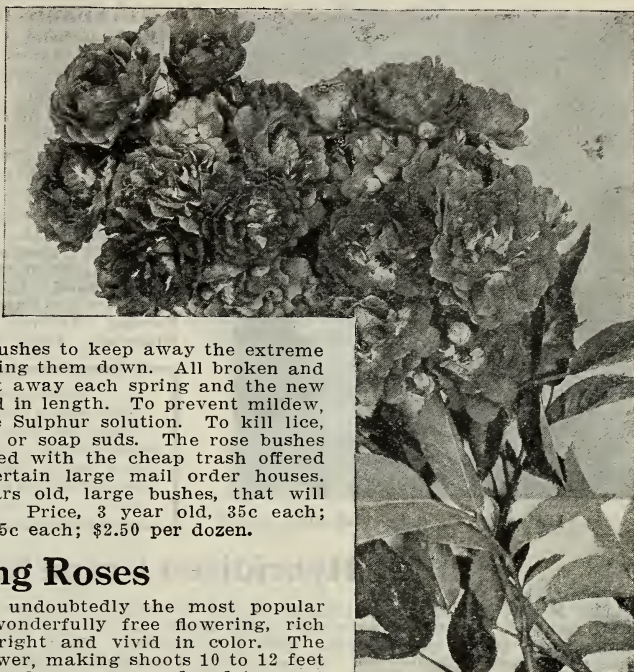 ushes to keep away the extreme
ing them down. All broken and
t away each spring and the new
d in length. To prevent mildew,
e Sulphur solution. To kill lice,
or soap suds. The rose bushes
ed with the cheap trash offered
ertain large mail order houses.
ars old, large bushes, that will
Price, 3 year old, 35c each;
5c each; $2.50 per dozen.
ng Roses
undoubtedly the most popular
wonderfully free flowering, rich
right and vivid in color. The
wer, making shoots 10 to 12 feet